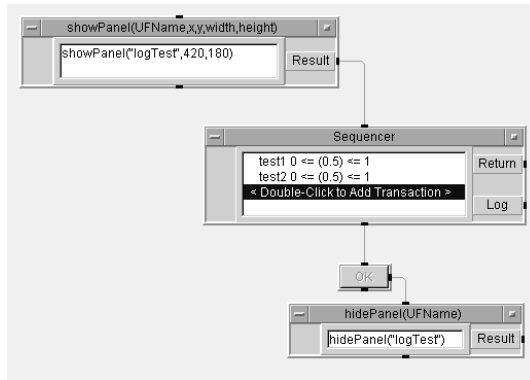 showPanel(UFName,x,y,width,height)
showPanel("logTest",420,180)
Result
Sequencer
test1 0 <= (0.5) <= 1
test2 0 <= (0.5) <= 1
< Double-Click to Add Transaction >
Return
Log
OK
hidePanel(UFName)
hidePanel("logTest")
Result